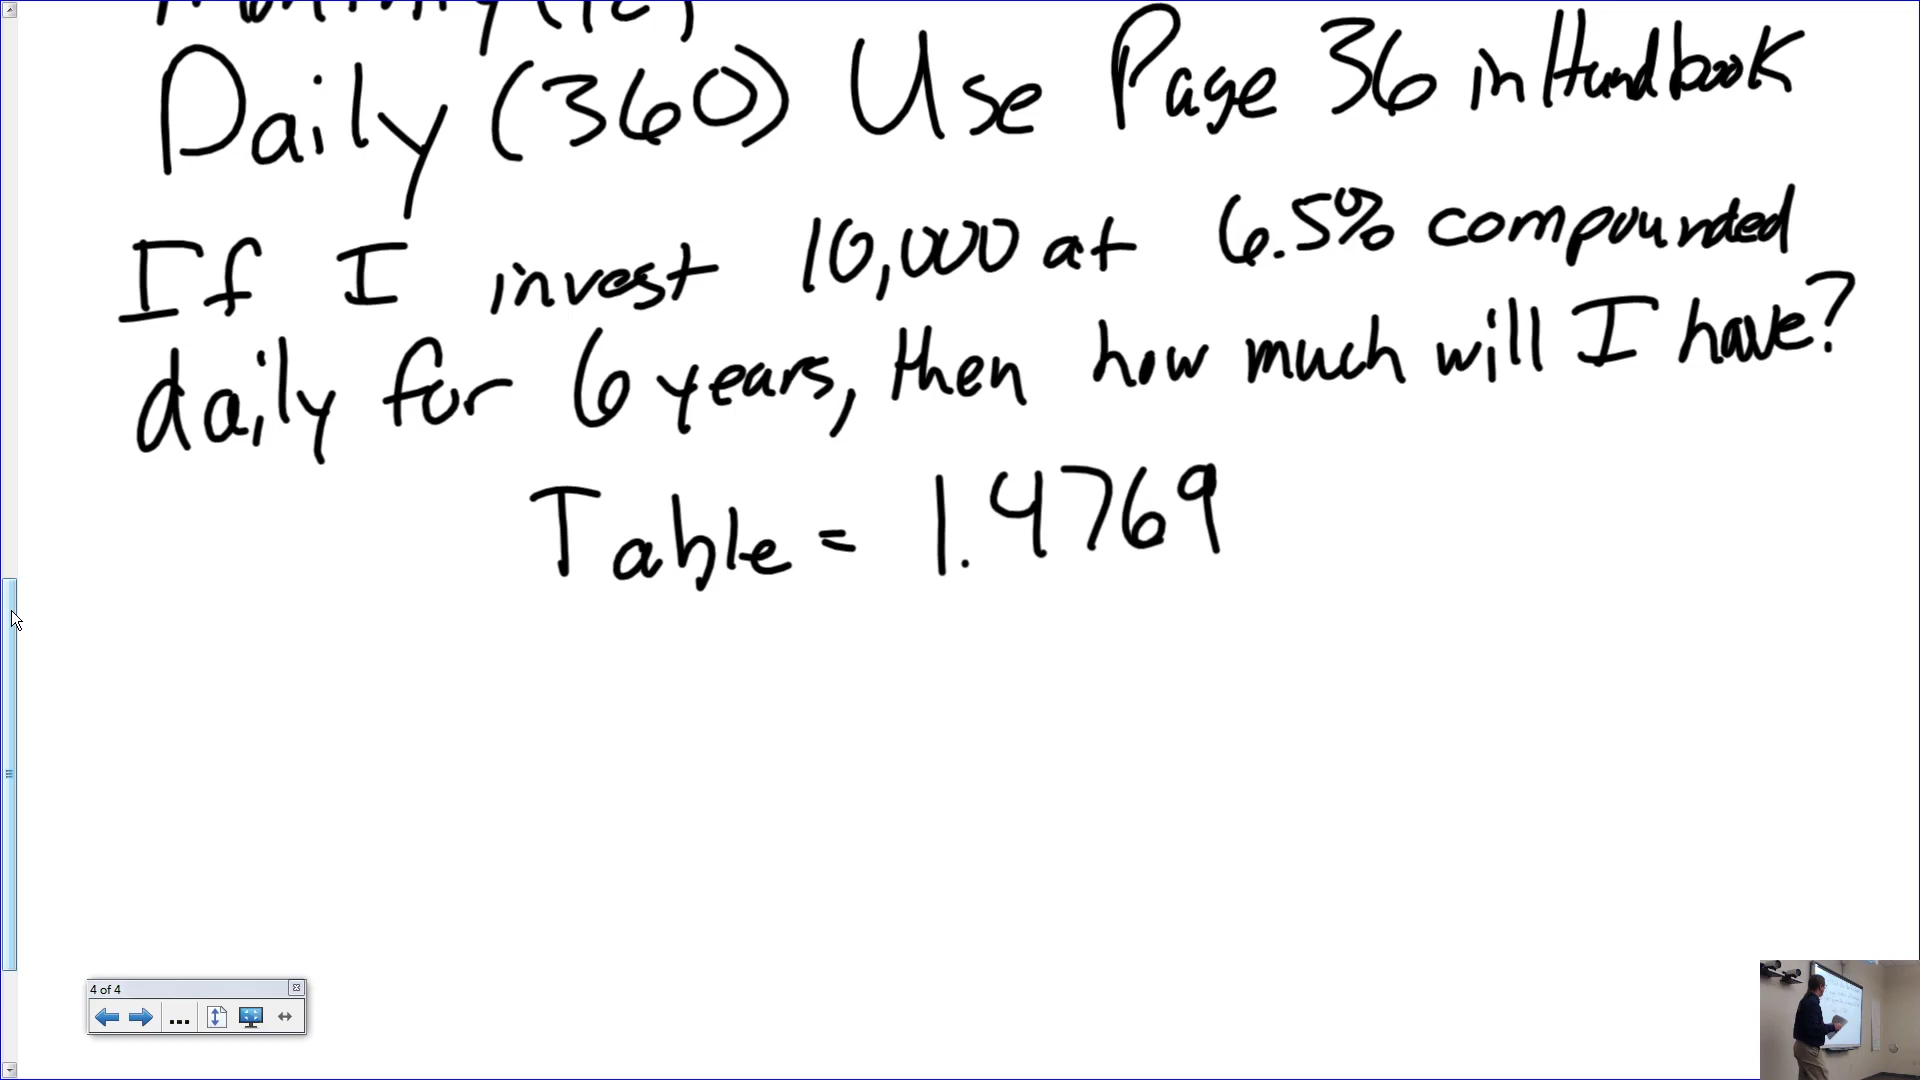 Daily (360) Use Page 36 in Handbook
If I invest 10,000 at 6.5% compounded
daily for 6 years, then how much will I have?
Table = 1.4769
4 of 4